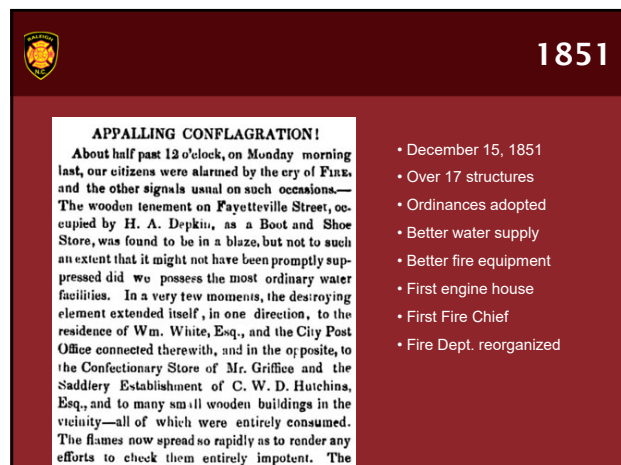 RALEIGH
N.C.
1851
APPALLING CONFLAGRATION!
About half past 12 o'clock, on Monday morning
last, our citizens were alarmed by the cry of FIRE,
and the other signals usual on such occasions.—
The wooden tenement on Fayetteville Street, oc-
cupied by H. A. Depkin, as a Boot and Shoe
Store, was found to be in a blaze, but not to such
an extent that it might not have been promptly sup-
pressed did we possess the most ordinary water
facilities. In a very few moments, the destroying
element extended itself, in one direction, to the
residence of Wm. White, Esq., and the City Post
Office connected therewith, and in the opposite, to
the Confectionary Store of Mr. Griffice and the
Saddlery Establishment of C. W. D. Hutchins,
Esq., and to many small wooden buildings in the
vicinity—all of which were entirely consumed.
The flames now spread so rapidly as to render any
efforts to check them entirely impotent. The
• December 15, 1851
• Over 17 structures
• Ordinances adopted
• Better water supply
• Better fire equipment
• First engine house
• First Fire Chief
• Fire Dept. reorganized